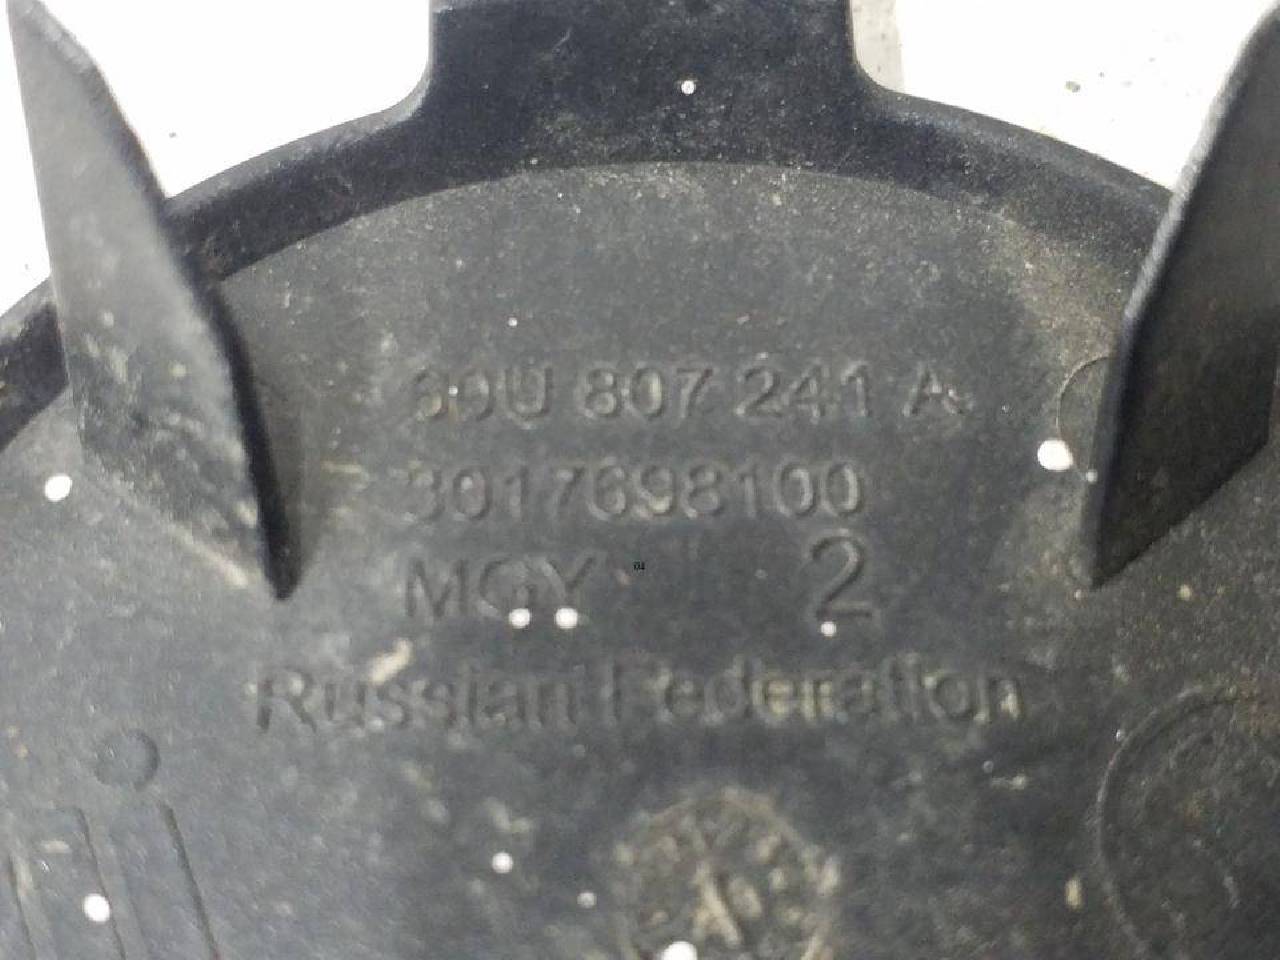 60U 807 241 A
3017698100
MGY 2
Russian Federation